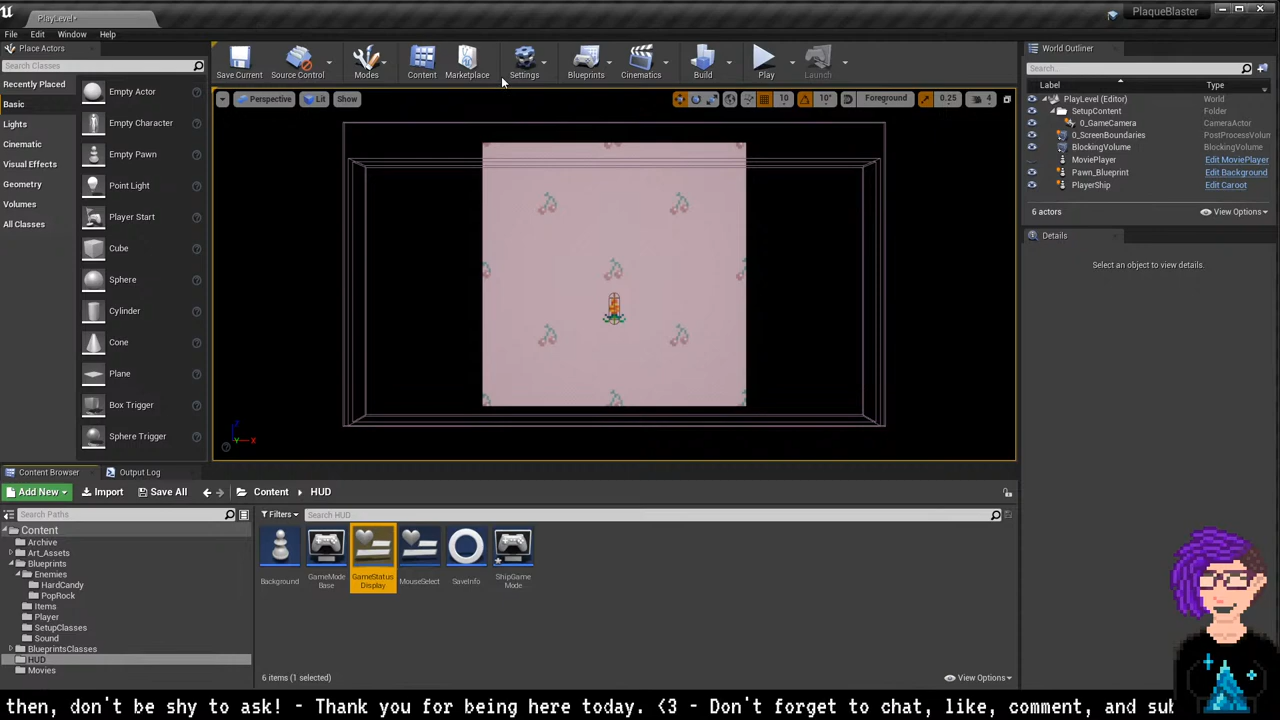 PlayLevel*
PlaqueBlaster
File Edit Window Help
Place Actors
Search Classes
Recently Placed
Basic
Lights
Cinematic
Visual Effects
Geometry
Volumes
All Classes
Empty Actor
Empty Character
Empty Pawn
Point Light
Player Start
Cube
Sphere
Cylinder
Cone
Plane
Box Trigger
Sphere Trigger
Save Current
Source Control
Modes
Content
Marketplace
Settings
Blueprints
Cinematics
Build
Play
Launch
Perspective
Lit
Show
10
10°
Foreground
0.25
4
World Outliner
Search...
Label Type
PlayLevel (Editor) World
SetupContent Folder
0_GameCamera CameraActor
0_ScreenBoundaries PostProcessVolum
BlockingVolume BlockingVolume
MoviePlayer Edit MoviePlayer
Pawn_Blueprint Edit Background
PlayerShip Edit Caroot
6 actors
View Options
Details
Select an object to view details.
Content Browser
Output Log
Add New
Import
Save All
Content
HUD
Search Paths
Filters
Search HUD
Content
Archive
Art_Assets
Blueprints
Enemies
HardCandy
PopRock
Items
Player
SetupClasses
Sound
BlueprintsClasses
HUD
Movies
Background
GameMode
Base
GameStatus
Display
MouseSelect
SaveInfo
ShipGame
Mode
6 items (1 selected)
View Options
then, don't be shy to ask! - Thank you for being here today. <3 - Don't forget to chat, like, comment, and sub